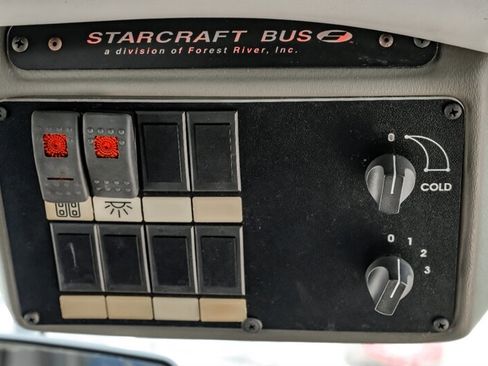 STARCRAFT BUS
a division of Forest River, Inc.
0
COLD
0 1
2
3